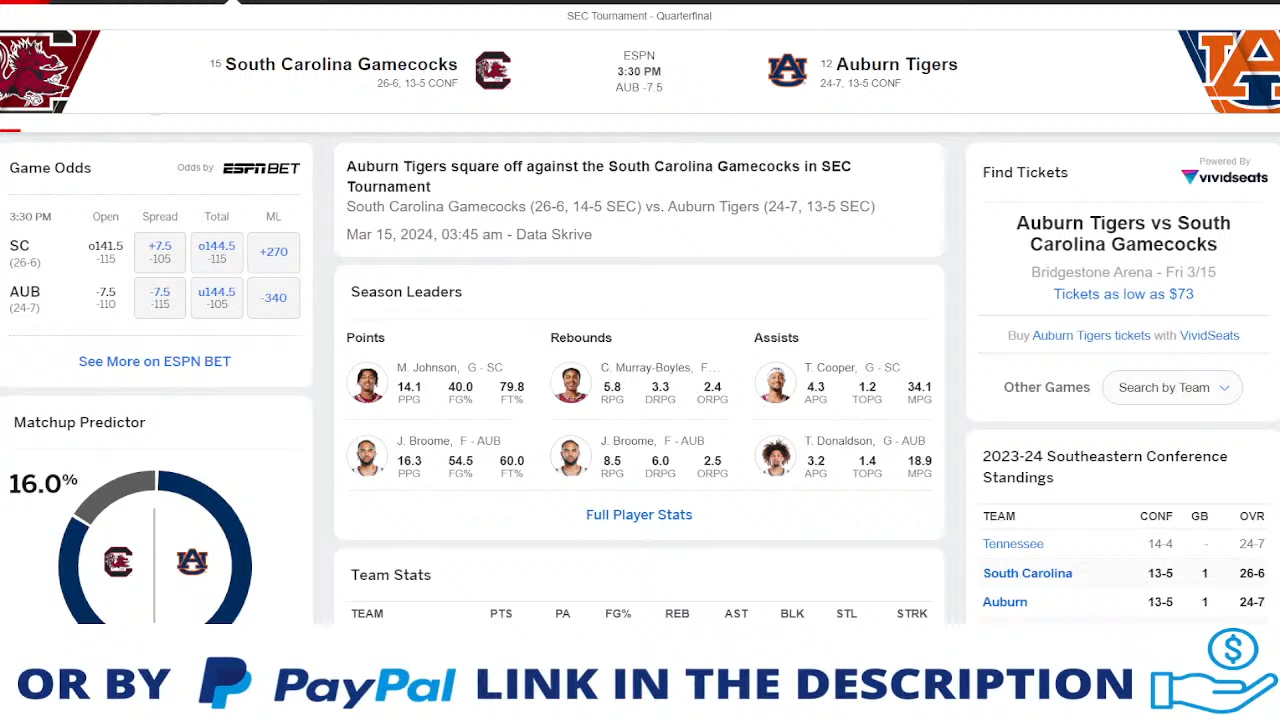 SEC Tournament - Quarterfinal
15 South Carolina Gamecocks
26-6, 13-5 CONF
ESPN
3:30 PM
AUB -7.5
12 Auburn Tigers
24-7, 13-5 CONF
Game Odds
Odds by ESPN BET
3:30 PM Open Spread Total ML
SC
(26-6)
o141.5
-115
+7.5
-105
o144.5
-115
+270
AUB
(24-7)
-7.5
-110
-7.5
-115
u144.5
-105
-340
See More on ESPN BET
Matchup Predictor
16.0%
Auburn Tigers square off against the South Carolina Gamecocks in SEC
Tournament
South Carolina Gamecocks (26-6, 14-5 SEC) vs. Auburn Tigers (24-7, 13-5 SEC)
Mar 15, 2024, 03:45 am - Data Skrive
Season Leaders
Points Rebounds Assists
M. Johnson, G - SC
14.1 40.0 79.8
PPG FG% FT%
C. Murray-Boyles, F...
5.8 3.3 2.4
RPG DRPG ORPG
T. Cooper, G - SC
4.3 1.2 34.1
APG TOPG MPG
J. Broome, F - AUB
16.3 54.5 60.0
PPG FG% FT%
J. Broome, F - AUB
8.5 6.0 2.5
RPG DRPG ORPG
T. Donaldson, G - AUB
3.2 1.4 18.9
APG TOPG MPG
Full Player Stats
Team Stats
TEAM PTS PA FG% REB AST BLK STL STRK
Find Tickets
Powered By
vividseats
Auburn Tigers vs South
Carolina Gamecocks
Bridgestone Arena - Fri 3/15
Tickets as low as $73
Buy Auburn Tigers tickets with VividSeats
Other Games Search by Team
2023-24 Southeastern Conference
Standings
TEAM CONF GB OVR
Tennessee 14-4 - 24-7
South Carolina 13-5 1 26-6
Auburn 13-5 1 24-7
OR BY PayPal LINK IN THE DESCRIPTION